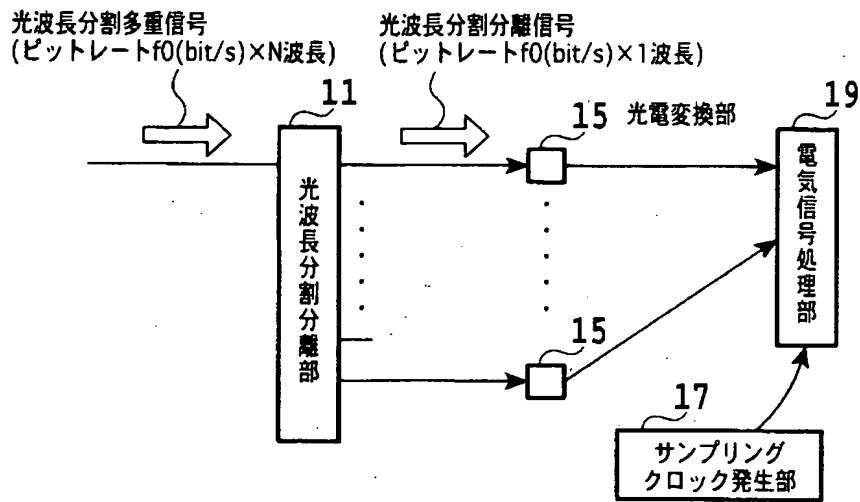 光波長分割多重信号
(ピットレートf0(bit/s)×N波長)
光波長分割分離信号
(ピットレートf0(bit/s)×1波長)
11
15
光電変換部
19
光波長分割分離部
電気信号処理部
15
17
サンプリング
クロック発生部